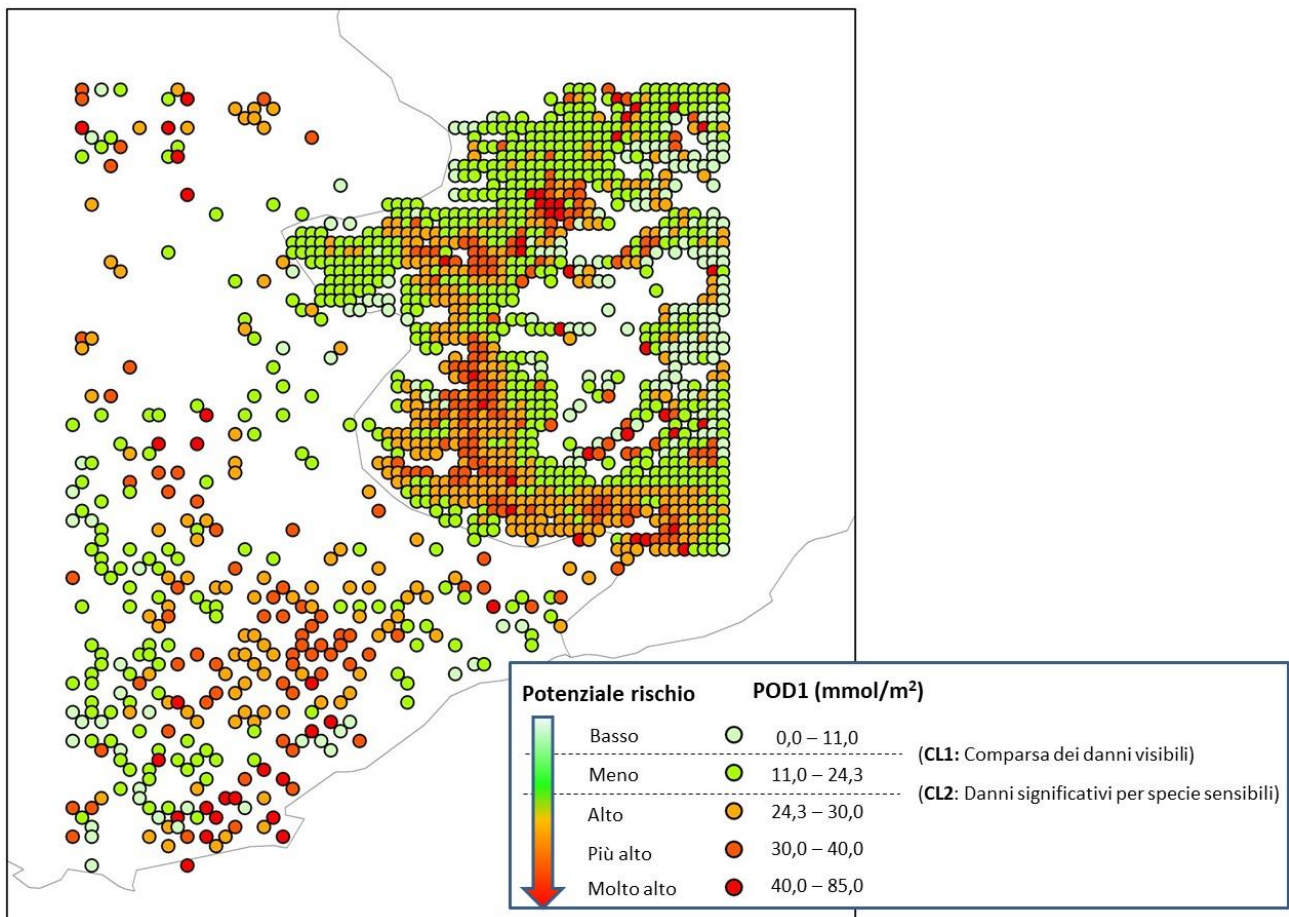 Potenziale rischio POD1 (mmol/m²)
Basso 0,0 – 11,0
(CL1: Comparsa dei danni visibili)
Meno 11,0 – 24,3
(CL2: Danni significativi per specie sensibili)
Alto 24,3 – 30,0
Più alto 30,0 – 40,0
Molto alto 40,0 – 85,0